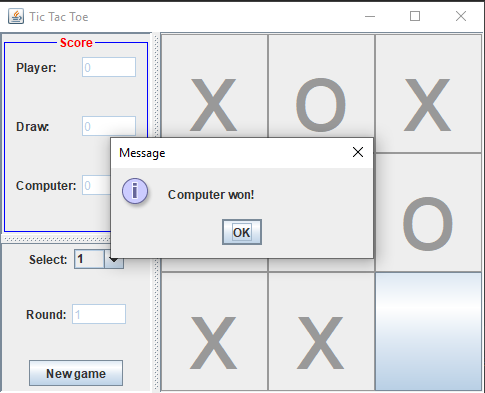 Tic Tac Toe
Score
Player: 0
Draw: 0
Computer: 0
Select: 1
Round: 1
New game
X O X
O
X X
Message
Computer won!
OK